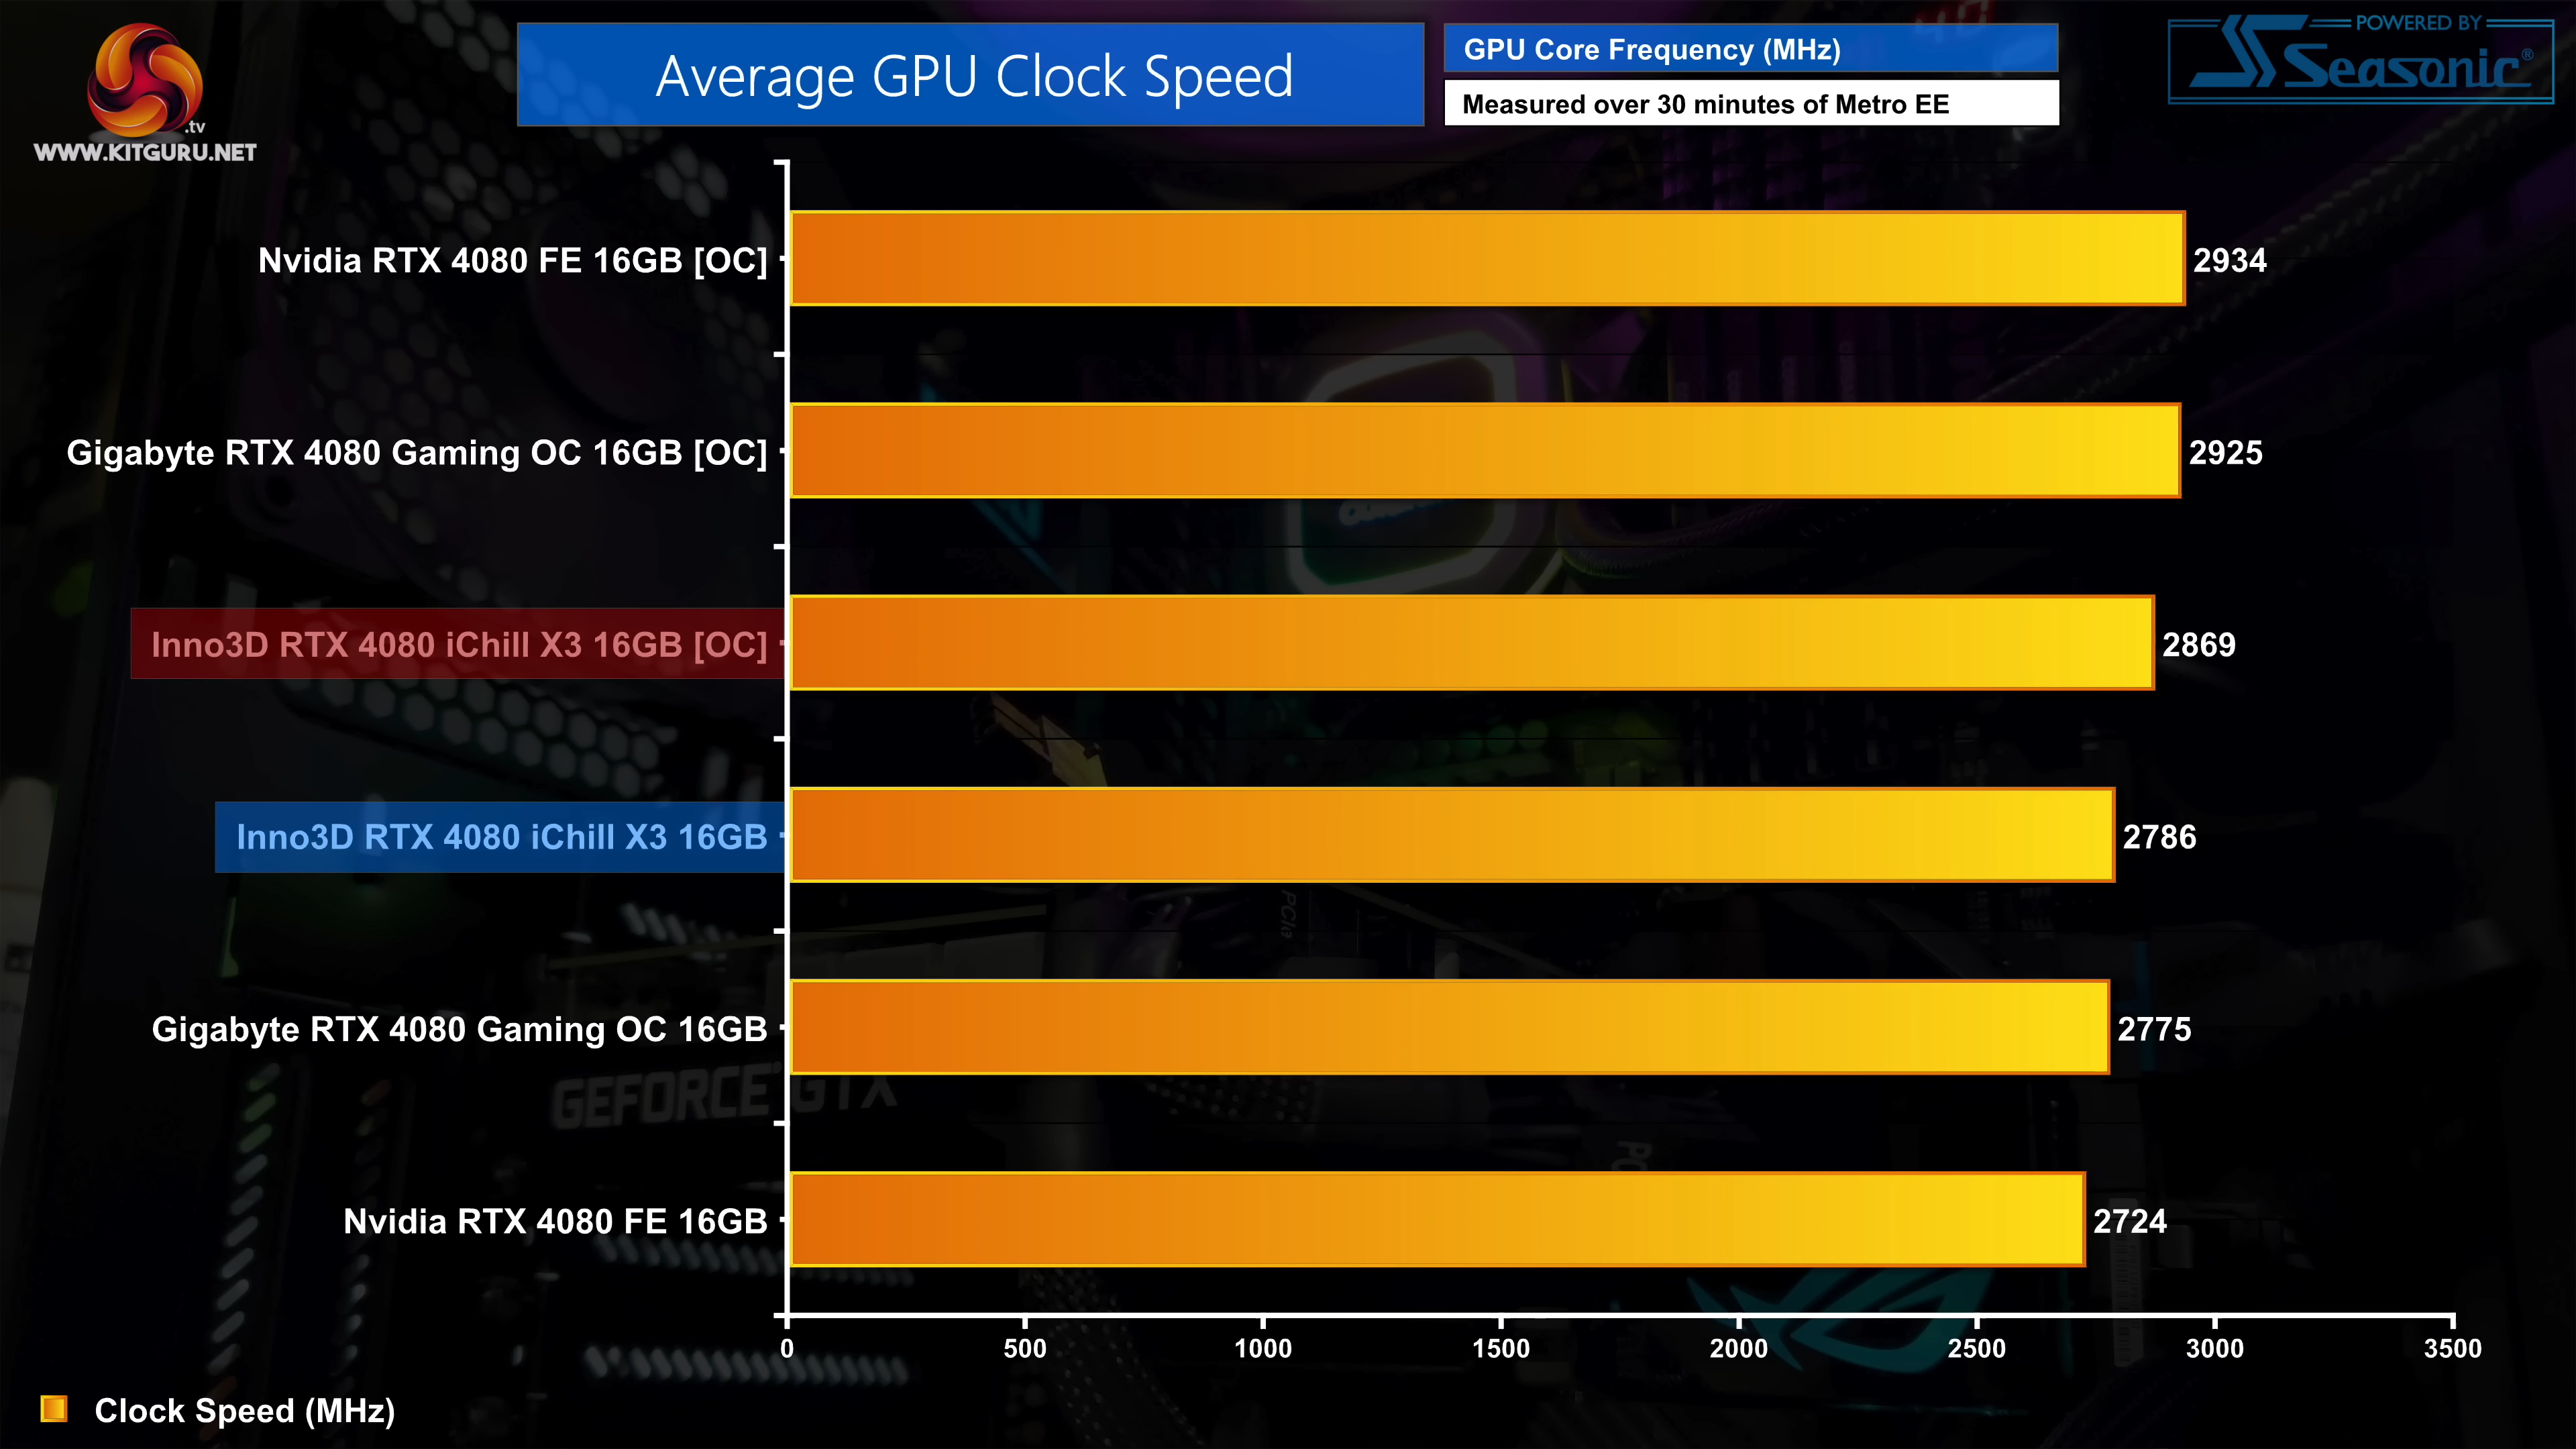 .tv
WWW.KITGURU.NET
Average GPU Clock Speed
GPU Core Frequency (MHz)
Measured over 30 minutes of Metro EE
POWERED BY
Seasonic®
Nvidia RTX 4080 FE 16GB [OC]
2934
Gigabyte RTX 4080 Gaming OC 16GB [OC]
2925
Inno3D RTX 4080 iChill X3 16GB [OC]
2869
Inno3D RTX 4080 iChill X3 16GB
2786
PCIe
Gigabyte RTX 4080 Gaming OC 16GB
2775
GEFORCE GTX
Nvidia RTX 4080 FE 16GB
2724
0 500 1000 1500 2000 2500 3000 3500
Clock Speed (MHz)